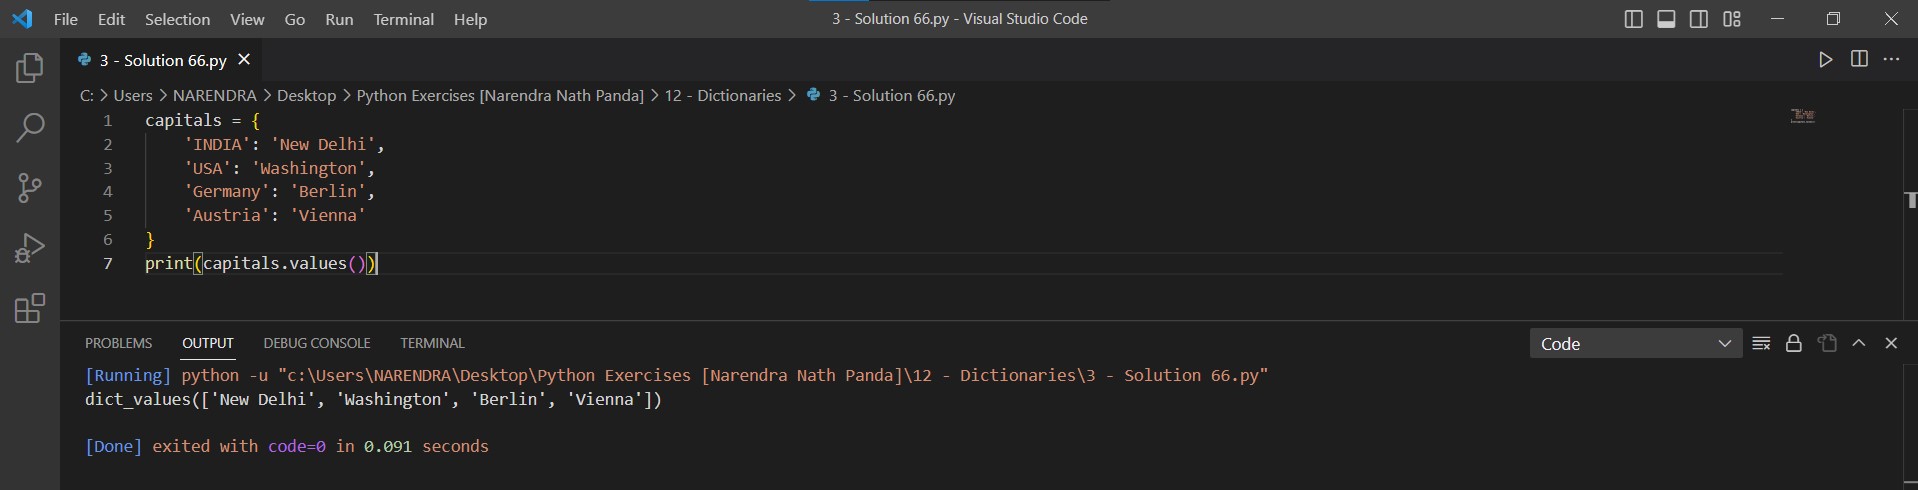 File Edit Selection View Go Run Terminal Help
3 - Solution 66.py - Visual Studio Code
3 - Solution 66.py
C: > Users > NARENDRA > Desktop > Python Exercises [Narendra Nath Panda] > 12 - Dictionaries > 3 - Solution 66.py
1 capitals = {
2     'INDIA': 'New Delhi',
3     'USA': 'Washington',
4     'Germany': 'Berlin',
5     'Austria': 'Vienna'
6 }
7 print(capitals.values())
PROBLEMS OUTPUT DEBUG CONSOLE TERMINAL
Code
[Running] python -u "c:\Users\NARENDRA\Desktop\Python Exercises [Narendra Nath Panda]\12 - Dictionaries\3 - Solution 66.py"
dict_values(['New Delhi', 'Washington', 'Berlin', 'Vienna'])
[Done] exited with code=0 in 0.091 seconds